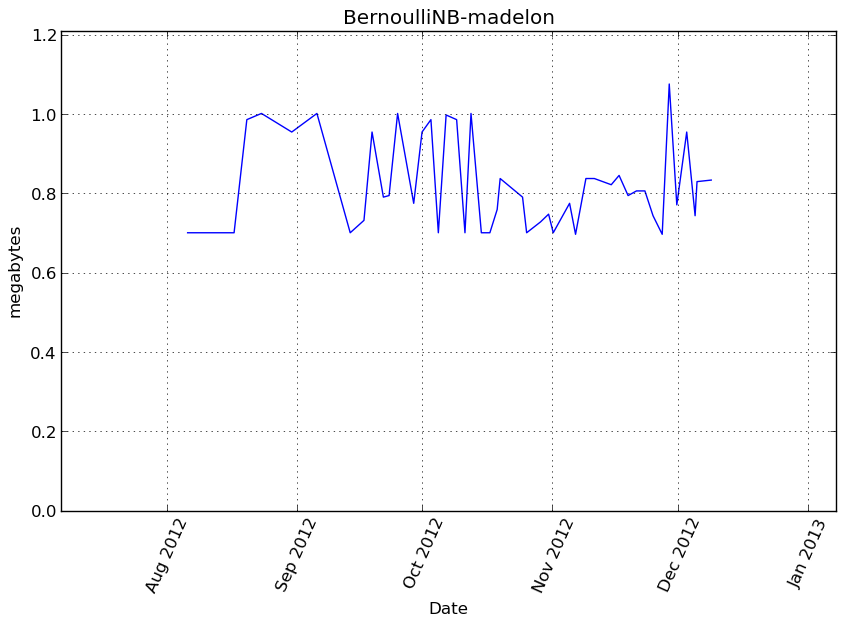 BernoulliNB-madelon
1.2
1.0
0.8
0.6
0.4
0.2
0.0
megabytes
Aug 2012
Sep 2012
Oct 2012
Nov 2012
Dec 2012
Jan 2013
Date